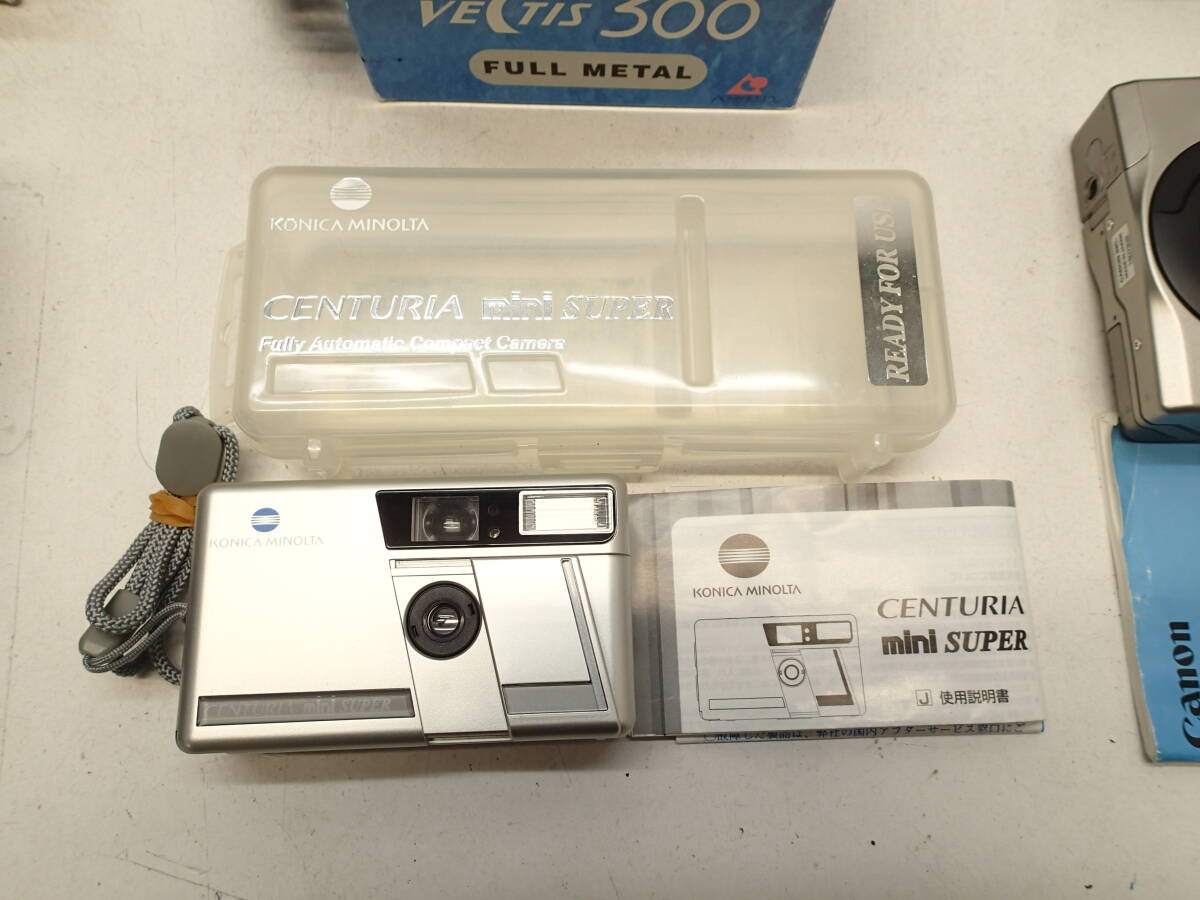 VECTIS 300
FULL METAL
KONICA MINOLTA
CENTURIA mini SUPER
Fully Automatic Compact Camera
READY FOR USE
KONICA MINOLTA
CENTURIA mini SUPER
KONICA MINOLTA
CENTURIA
mini SUPER
J 使用説明書
Canon